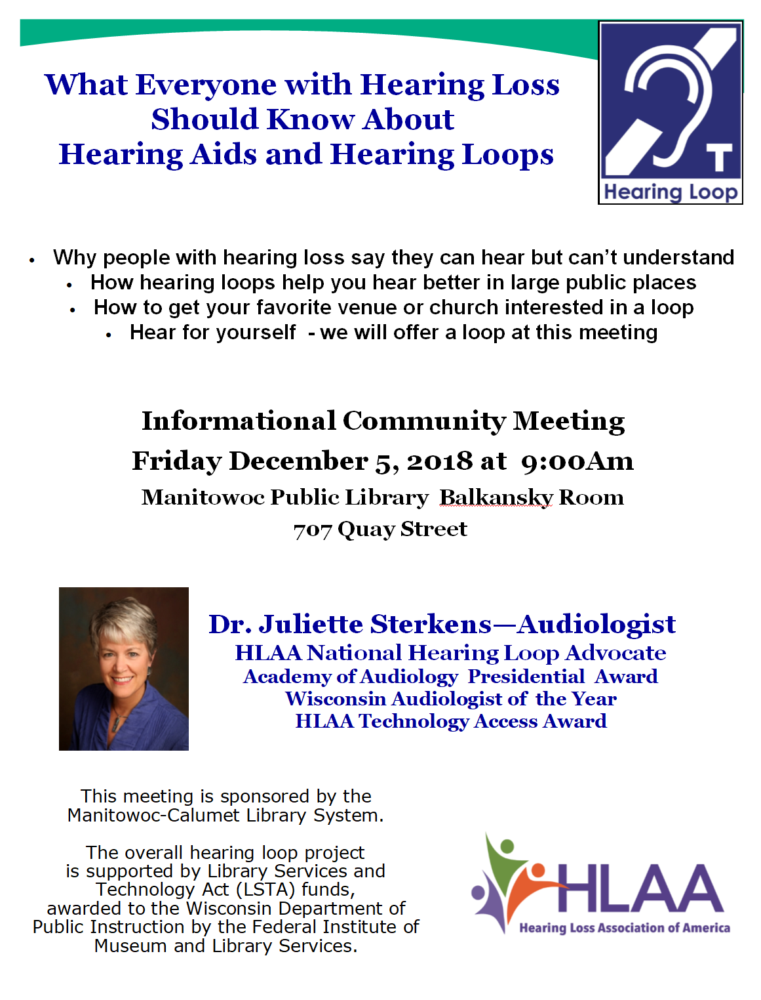 What Everyone with Hearing Loss
Should Know About
Hearing Aids and Hearing Loops
T
Hearing Loop
• Why people with hearing loss say they can hear but can’t understand
• How hearing loops help you hear better in large public places
• How to get your favorite venue or church interested in a loop
• Hear for yourself - we will offer a loop at this meeting
Informational Community Meeting
Friday December 5, 2018 at 9:00Am
Manitowoc Public Library Balkansky Room
707 Quay Street
Dr. Juliette Sterkens—Audiologist
HLAA National Hearing Loop Advocate
Academy of Audiology Presidential Award
Wisconsin Audiologist of the Year
HLAA Technology Access Award
This meeting is sponsored by the
Manitowoc-Calumet Library System.
The overall hearing loop project
is supported by Library Services and
Technology Act (LSTA) funds,
awarded to the Wisconsin Department of
Public Instruction by the Federal Institute of
Museum and Library Services.
HLAA
Hearing Loss Association of America